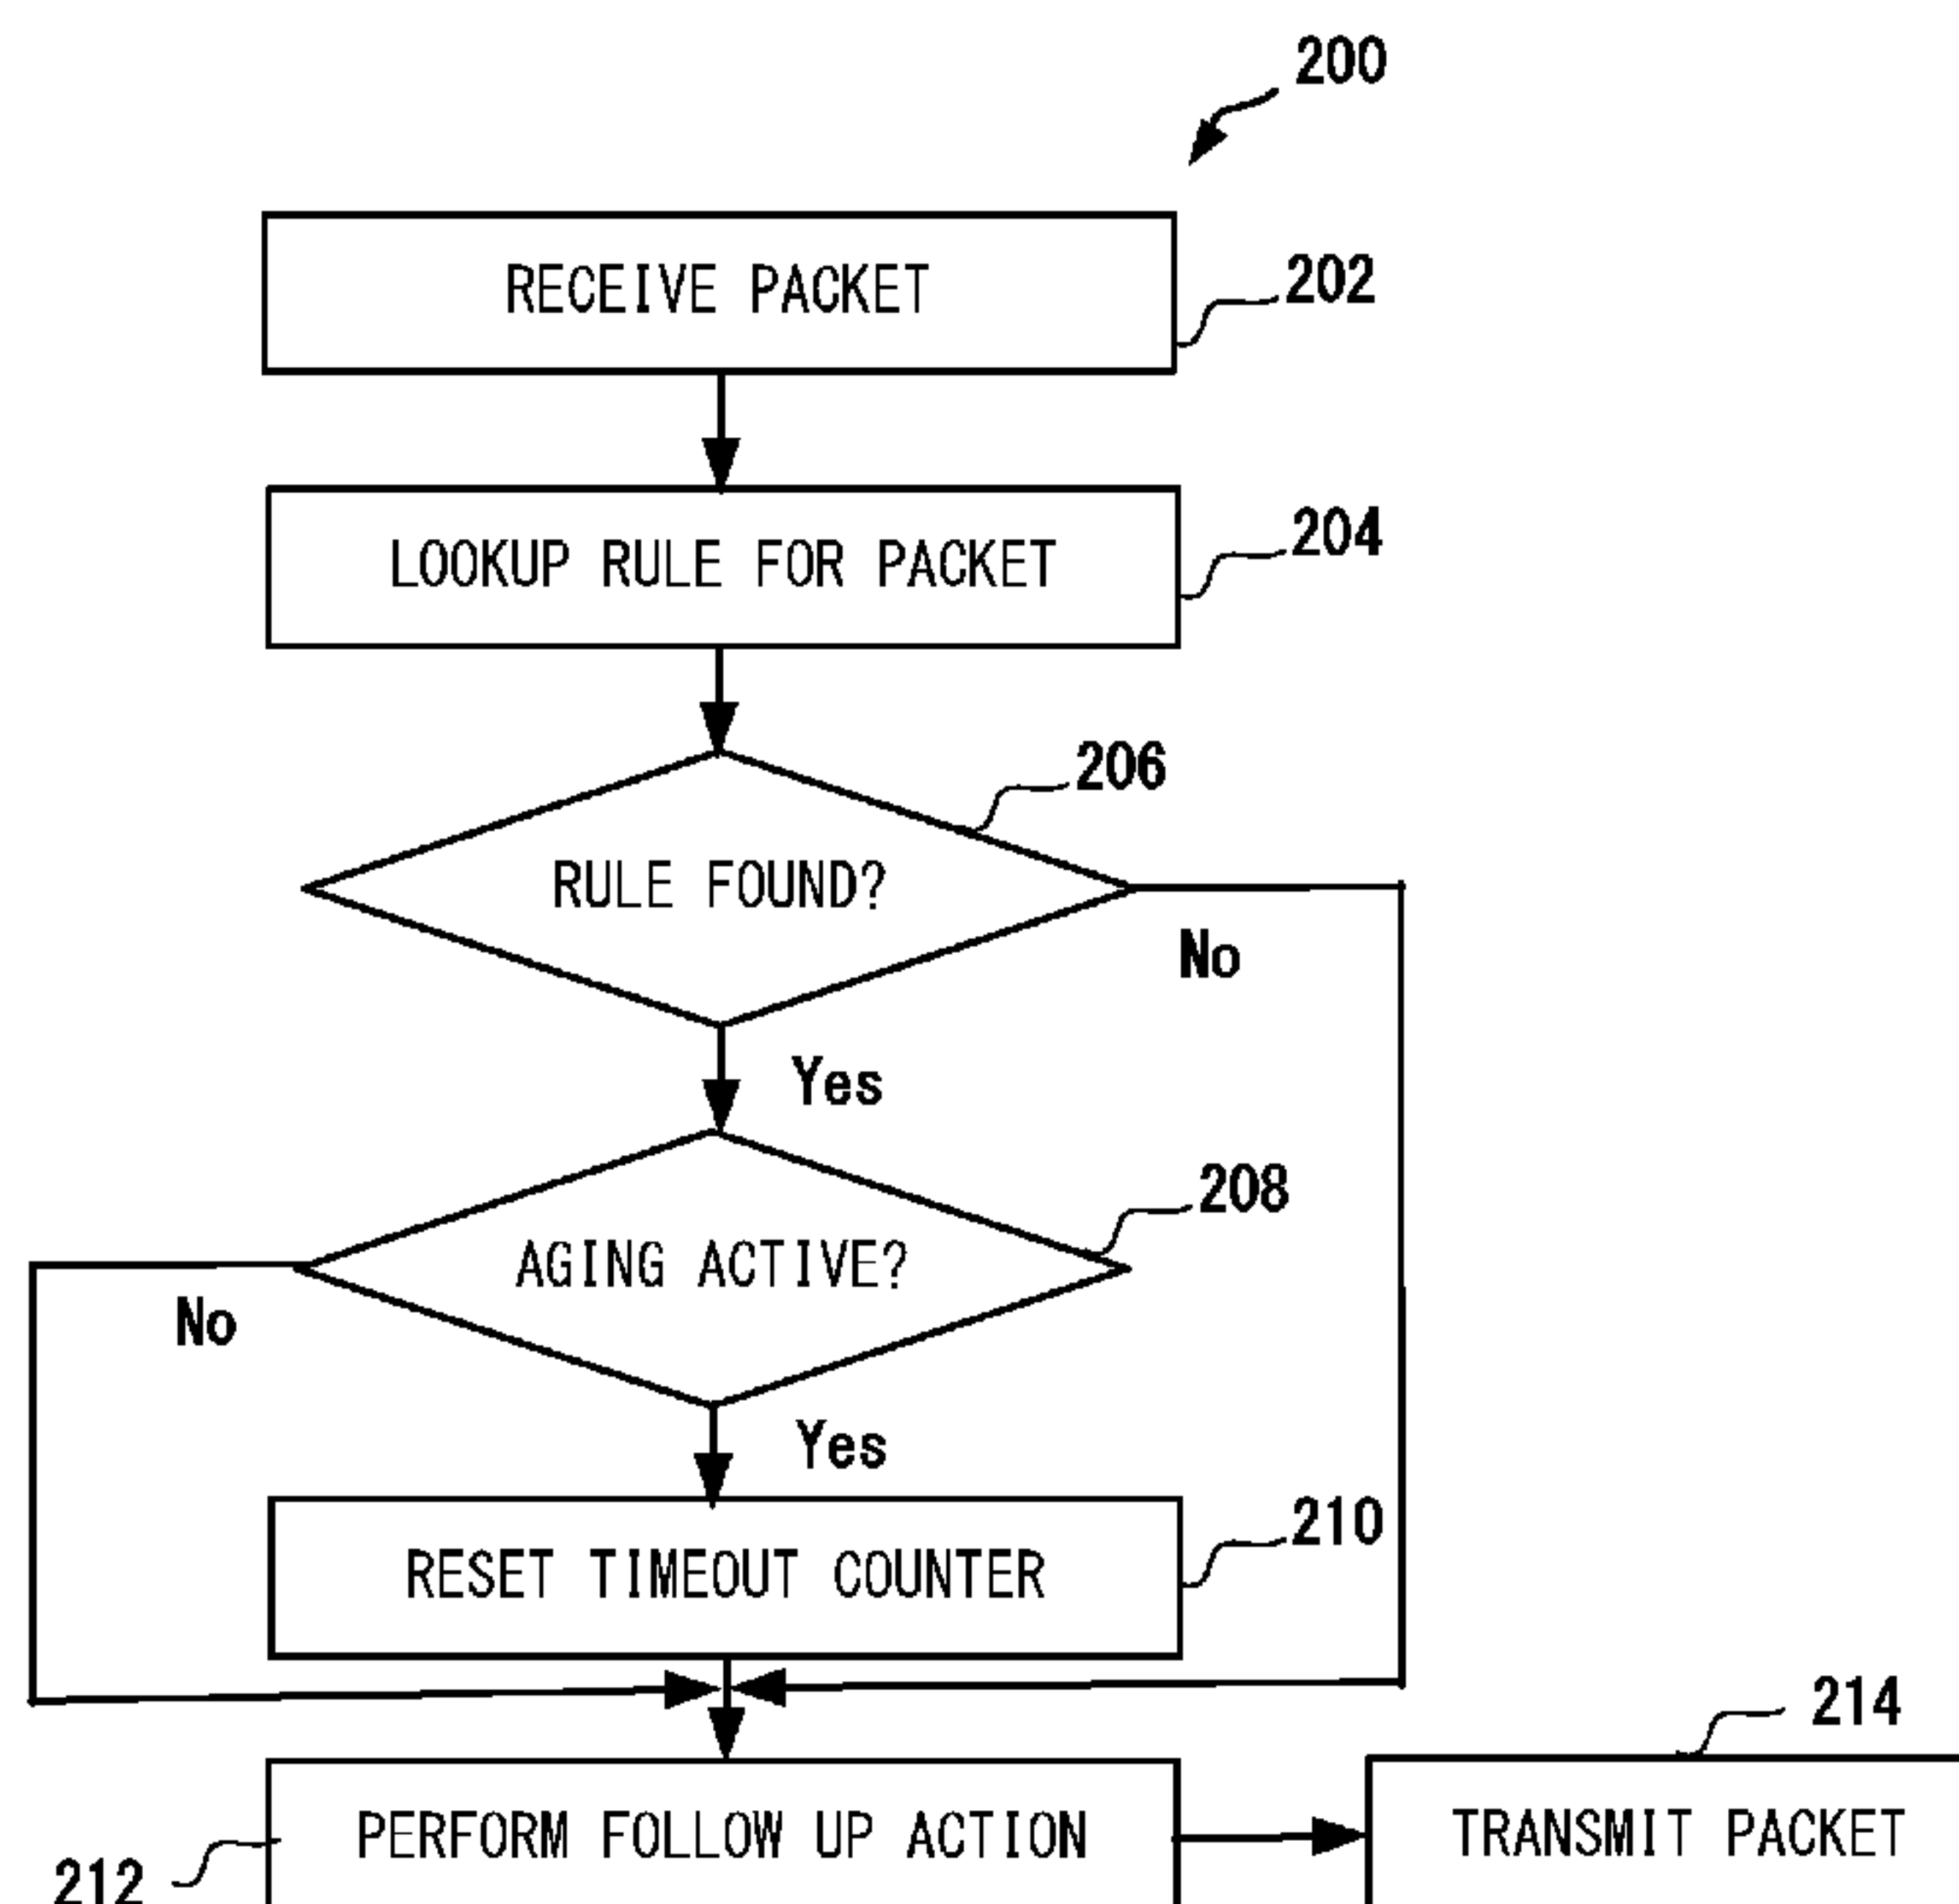 200
RECEIVE PACKET
202
LOOKUP RULE FOR PACKET
204
206
RULE FOUND?
No
Yes
208
AGING ACTIVE?
No
Yes
210
RESET TIMEOUT COUNTER
214
PERFORM FOLLOW UP ACTION
TRANSMIT PACKET
212